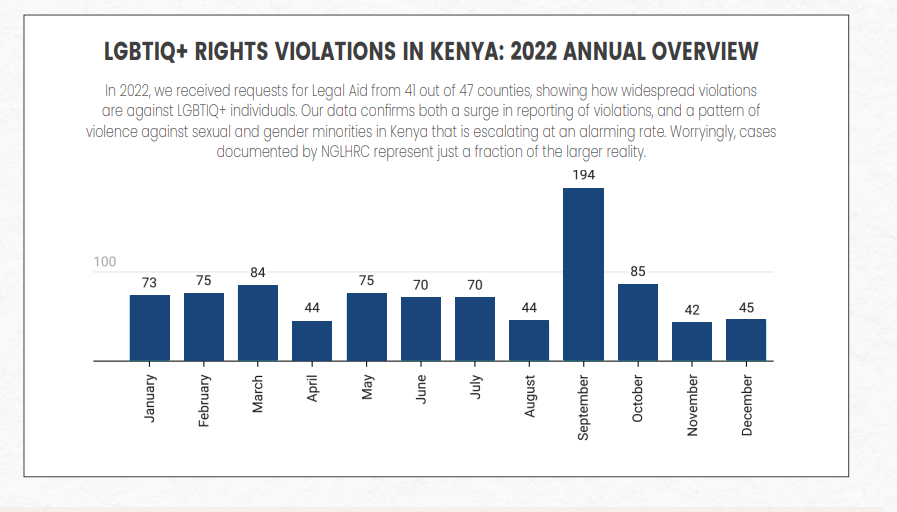 LGBTIQ+ RIGHTS VIOLATIONS IN KENYA: 2022 ANNUAL OVERVIEW
In 2022, we received requests for Legal Aid from 41 out of 47 counties, showing how widespread violations
are against LGBTIQ+ individuals. Our data confirms both a surge in reporting of violations, and a pattern of
violence against sexual and gender minorities in Kenya that is escalating at an alarming rate. Worryingly, cases
documented by NGLHRC represent just a fraction of the larger reality.
194
100
73 75 84 44 75 70 70 44 85 42 45
January February March April May June July August September October November December